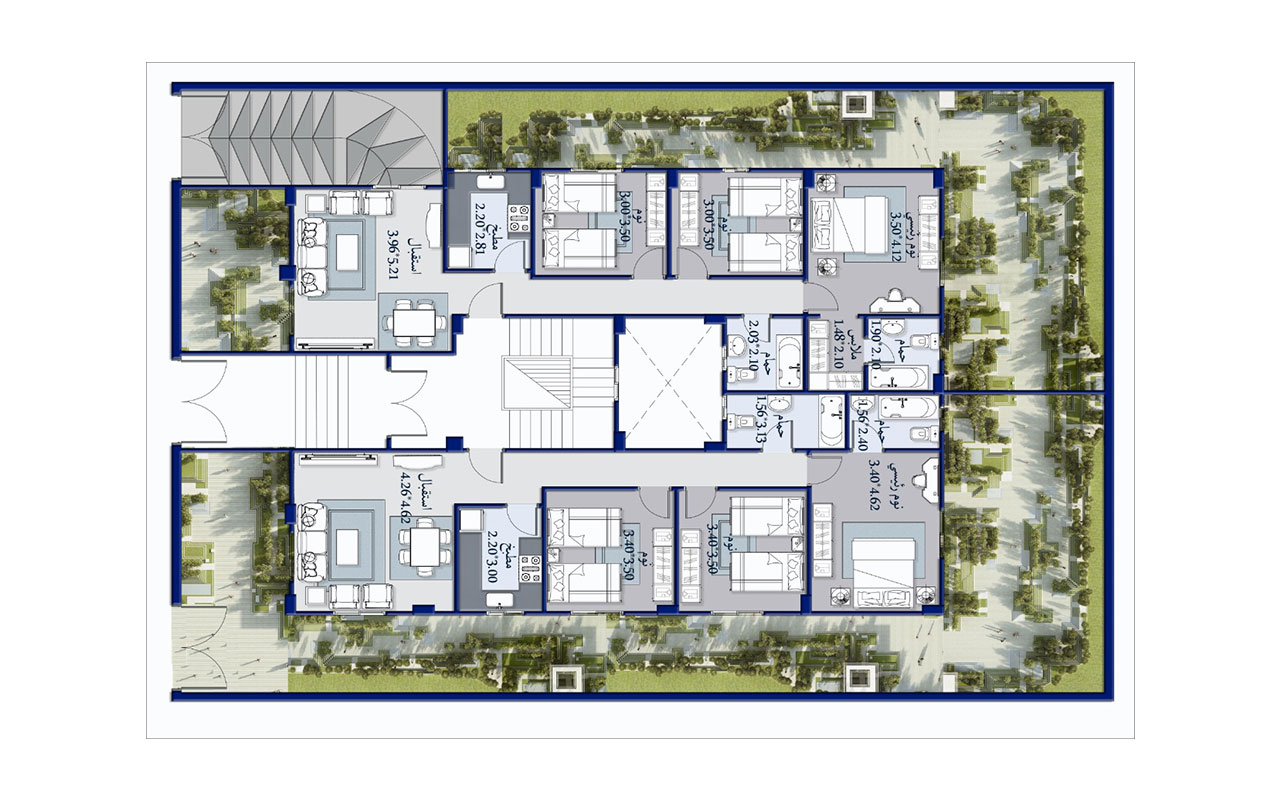 استقبال
3.96*5.21
مطبخ
2.20*2.81
نوم
3.00*3.50
نوم
3.00*3.50
نوم رئيسي
3.50*4.12
حمام
2.03*2.10
ملابس
1.48*2.10
حمام
1.90*2.10
حمام
1.56*3.13
حمام
1.56*2.40
استقبال
4.26*4.62
مطبخ
2.20*3.00
نوم
3.40*3.50
نوم
3.40*3.50
نوم رئيسي
3.40*4.62